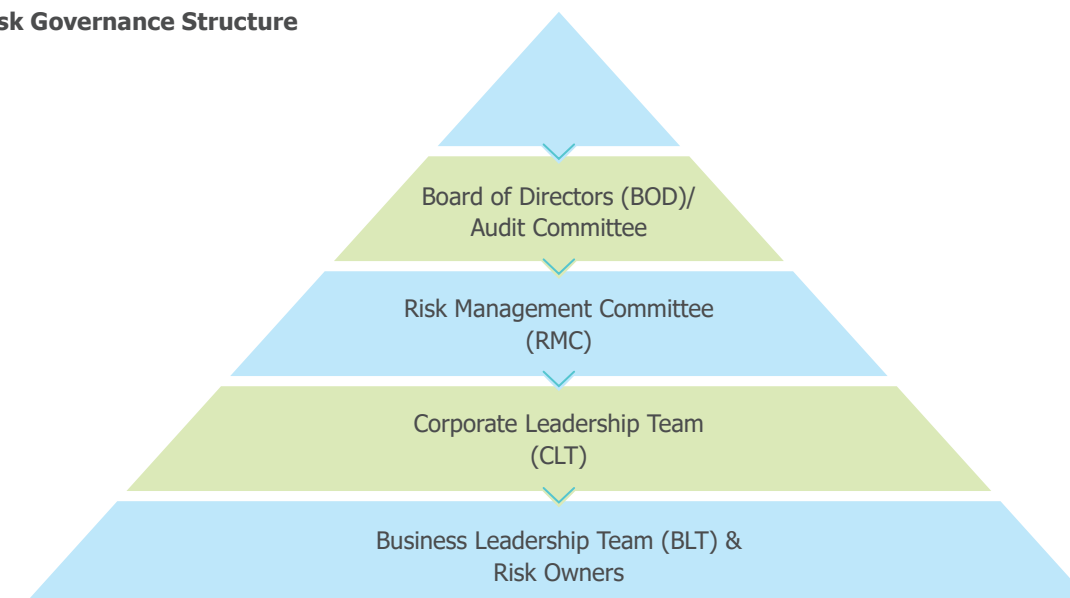 sk Governance Structure
Board of Directors (BOD)/
Audit Committee
Risk Management Committee
(RMC)
Corporate Leadership Team
(CLT)
Business Leadership Team (BLT) &
Risk Owners